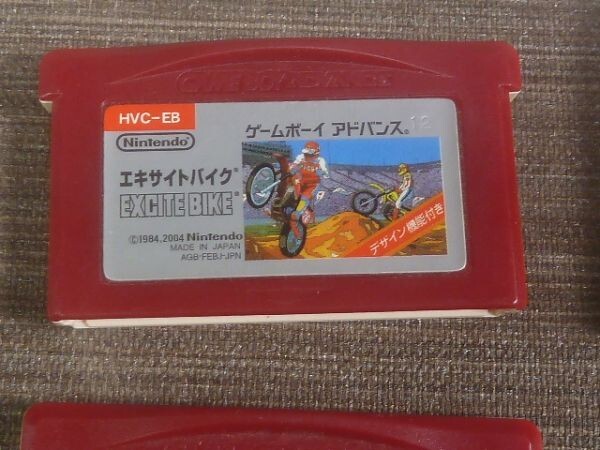 GAME BOY ADVANCE
HVC-EB
Nintendo
ゲームボーイ アドバンス® 12
エキサイトバイク®
EXCITE BIKE®
デザイン機能付き
©1984,2004 Nintendo
MADE IN JAPAN
AGB-FEBJ-JPN